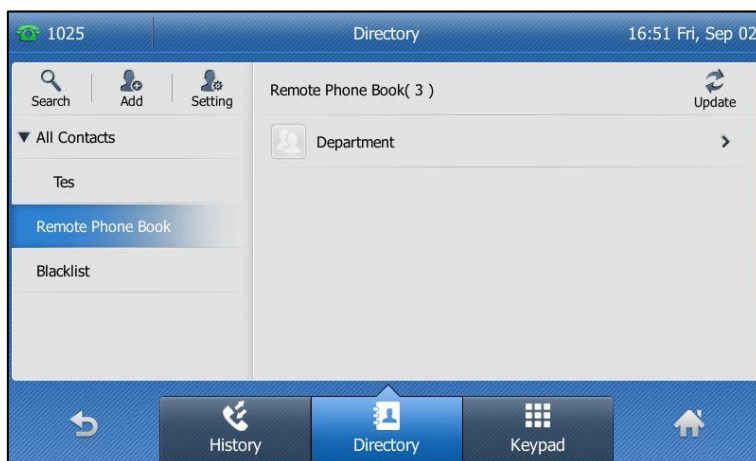 1025 Directory 16:51 Fri, Sep 02
Search Add Setting
Remote Phone Book( 3 ) Update
▼ All Contacts
Department >
Tes
Remote Phone Book
Blacklist
History Directory Keypad